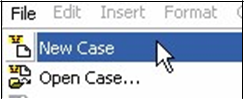 File Edit Insert Format
New Case
Open Case...